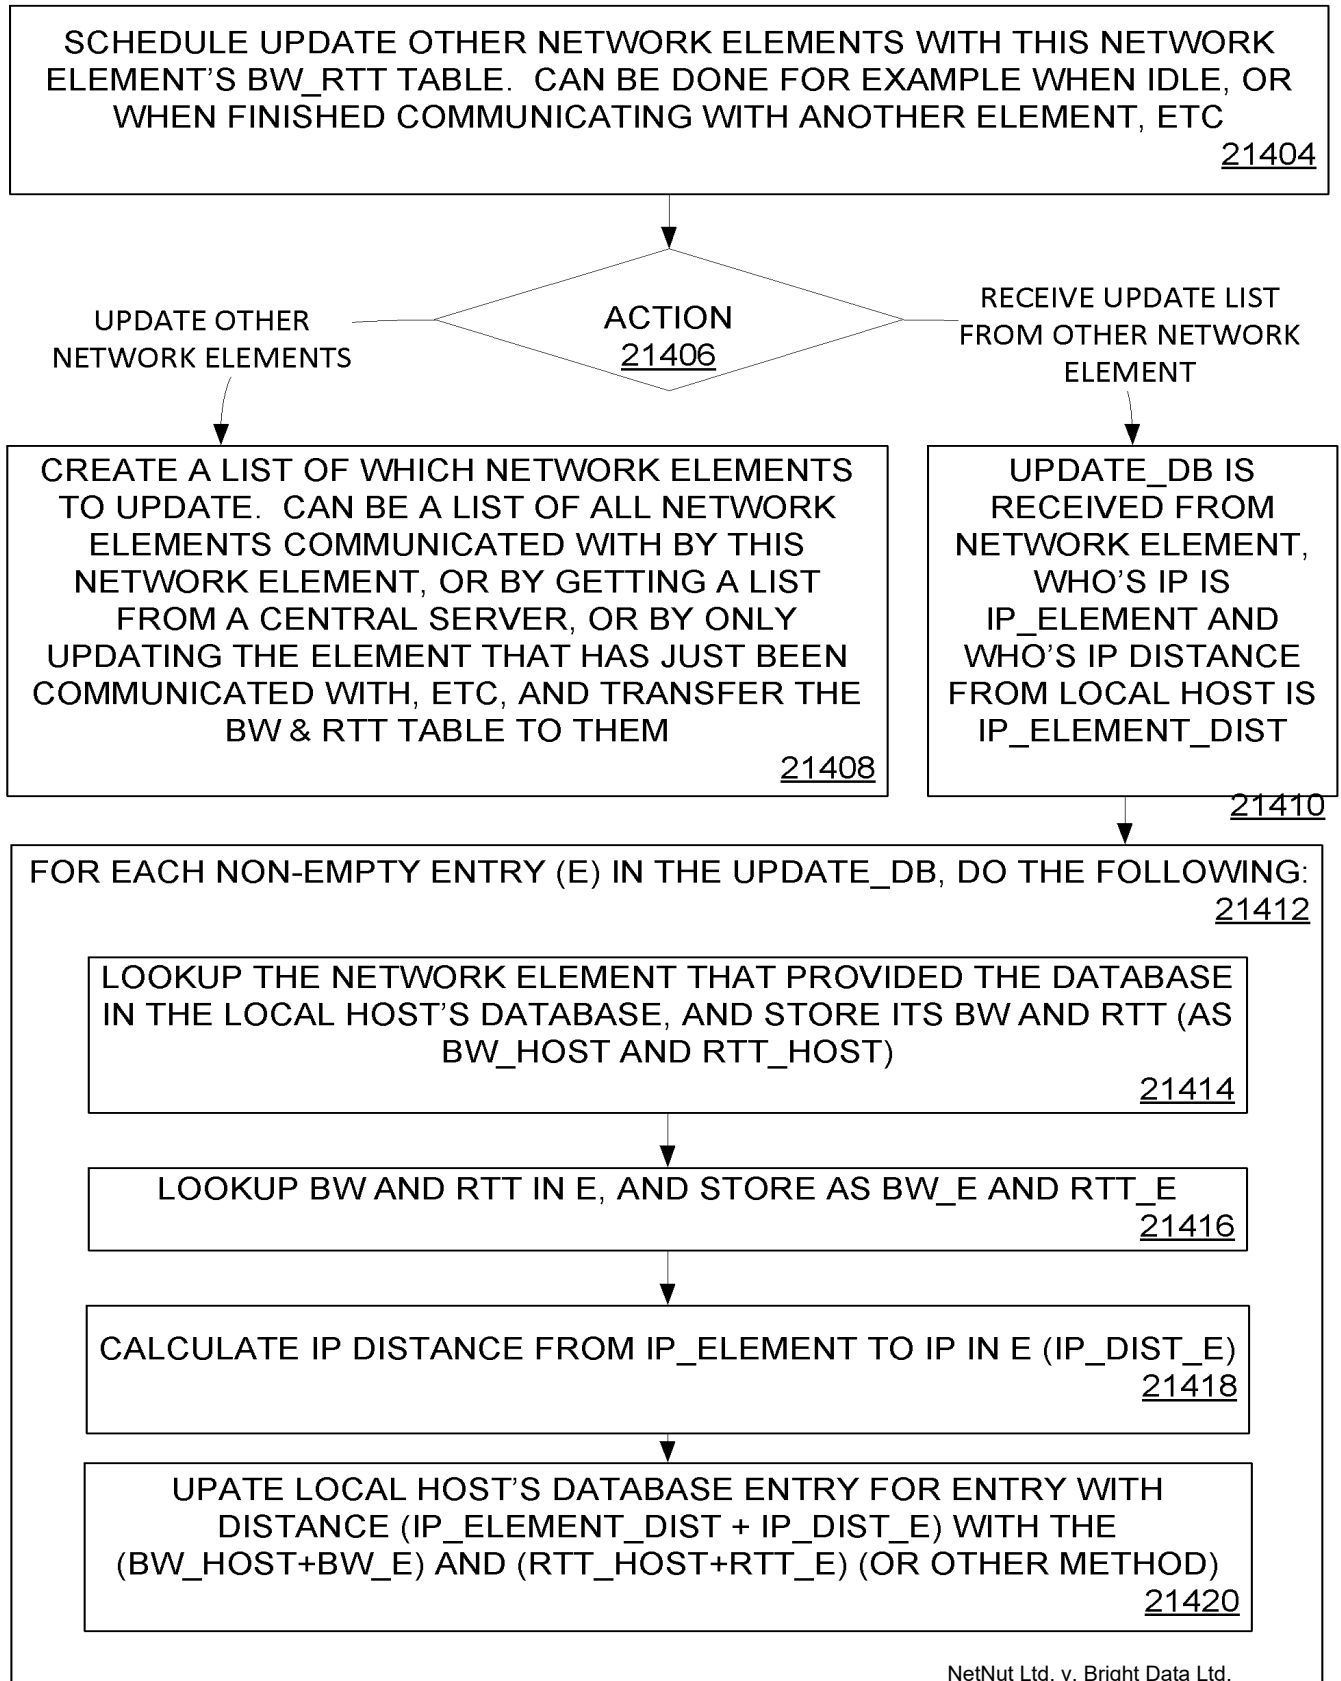 SCHEDULE UPDATE OTHER NETWORK ELEMENTS WITH THIS NETWORK
ELEMENT'S BW_RTT TABLE.  CAN BE DONE FOR EXAMPLE WHEN IDLE, OR
WHEN FINISHED COMMUNICATING WITH ANOTHER ELEMENT, ETC
21404
ACTION
21406
UPDATE OTHER
NETWORK ELEMENTS
RECEIVE UPDATE LIST
FROM OTHER NETWORK
ELEMENT
CREATE A LIST OF WHICH NETWORK ELEMENTS
TO UPDATE.  CAN BE A LIST OF ALL NETWORK
ELEMENTS COMMUNICATED WITH BY THIS
NETWORK ELEMENT, OR BY GETTING A LIST
FROM A CENTRAL SERVER, OR BY ONLY
UPDATING THE ELEMENT THAT HAS JUST BEEN
COMMUNICATED WITH, ETC, AND TRANSFER THE
BW & RTT TABLE TO THEM
21408
UPDATE_DB IS
RECEIVED FROM
NETWORK ELEMENT,
WHO'S IP IS
IP_ELEMENT AND
WHO'S IP DISTANCE
FROM LOCAL HOST IS
IP_ELEMENT_DIST
21410
FOR EACH NON-EMPTY ENTRY (E) IN THE UPDATE_DB, DO THE FOLLOWING:
21412
LOOKUP THE NETWORK ELEMENT THAT PROVIDED THE DATABASE
IN THE LOCAL HOST'S DATABASE, AND STORE ITS BW AND RTT (AS
BW_HOST AND RTT_HOST)
21414
LOOKUP BW AND RTT IN E, AND STORE AS BW_E AND RTT_E
21416
CALCULATE IP DISTANCE FROM IP_ELEMENT TO IP IN E (IP_DIST_E)
21418
UPATE LOCAL HOST'S DATABASE ENTRY FOR ENTRY WITH
DISTANCE (IP_ELEMENT_DIST + IP_DIST_E) WITH THE
(BW_HOST+BW_E) AND (RTT_HOST+RTT_E) (OR OTHER METHOD)
21420
NetNut Ltd. v. Bright Data Ltd.